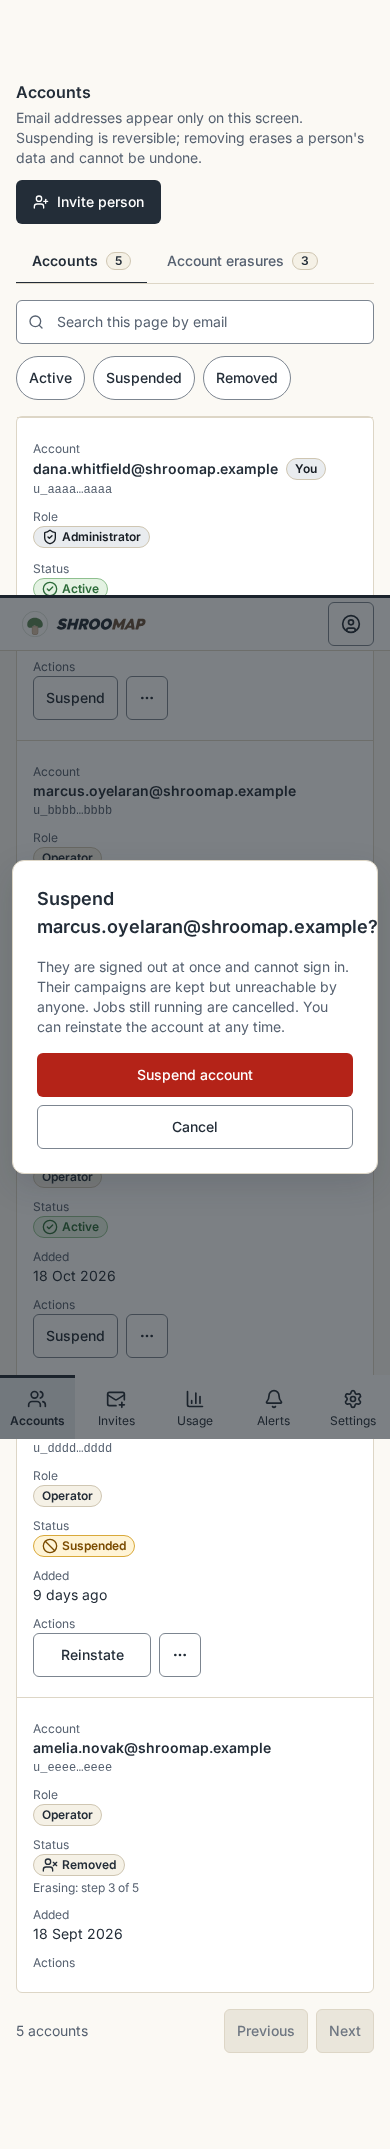 Accounts
Email addresses appear only on this screen.
Suspending is reversible; removing erases a person's
data and cannot be undone.
Invite person
Accounts 5 Account erasures 3
Search this page by email
Active Suspended Removed
Account
dana.whitfield@shroomap.example You
u_aaaa…aaaa
Role
Administrator
Status
Active
SHROOMAP
Actions
Suspend
Account
marcus.oyelaran@shroomap.example
u_bbbb…bbbb
Role
Operator
Suspend
marcus.oyelaran@shroomap.example?
They are signed out at once and cannot sign in.
Their campaigns are kept but unreachable by
anyone. Jobs still running are cancelled. You
can reinstate the account at any time.
Suspend account
Cancel
Operator
Status
Active
Added
18 Oct 2026
Actions
Suspend
Accounts Invites Usage Alerts Settings
u_dddd…dddd
Role
Operator
Status
Suspended
Added
9 days ago
Actions
Reinstate
Account
amelia.novak@shroomap.example
u_eeee…eeee
Role
Operator
Status
Removed
Erasing: step 3 of 5
Added
18 Sept 2026
Actions
5 accounts Previous Next